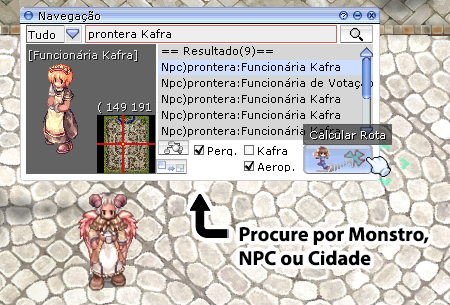 Navegação
Tudo
prontera Kafra
[Funcionária Kafra]
( 149 191
== Resultado(9)==
Npc)prontera:Funcionária Kafra
Npc)prontera:Funcionária de Votaç
Npc)prontera:Funcionária Kafra
Npc)prontera:Funcionária Kafra
Npc)prontera:Funcionária Kafra
Calcular Rota
Perg. Kafra
Aerop.
Procure por Monstro,
NPC ou Cidade